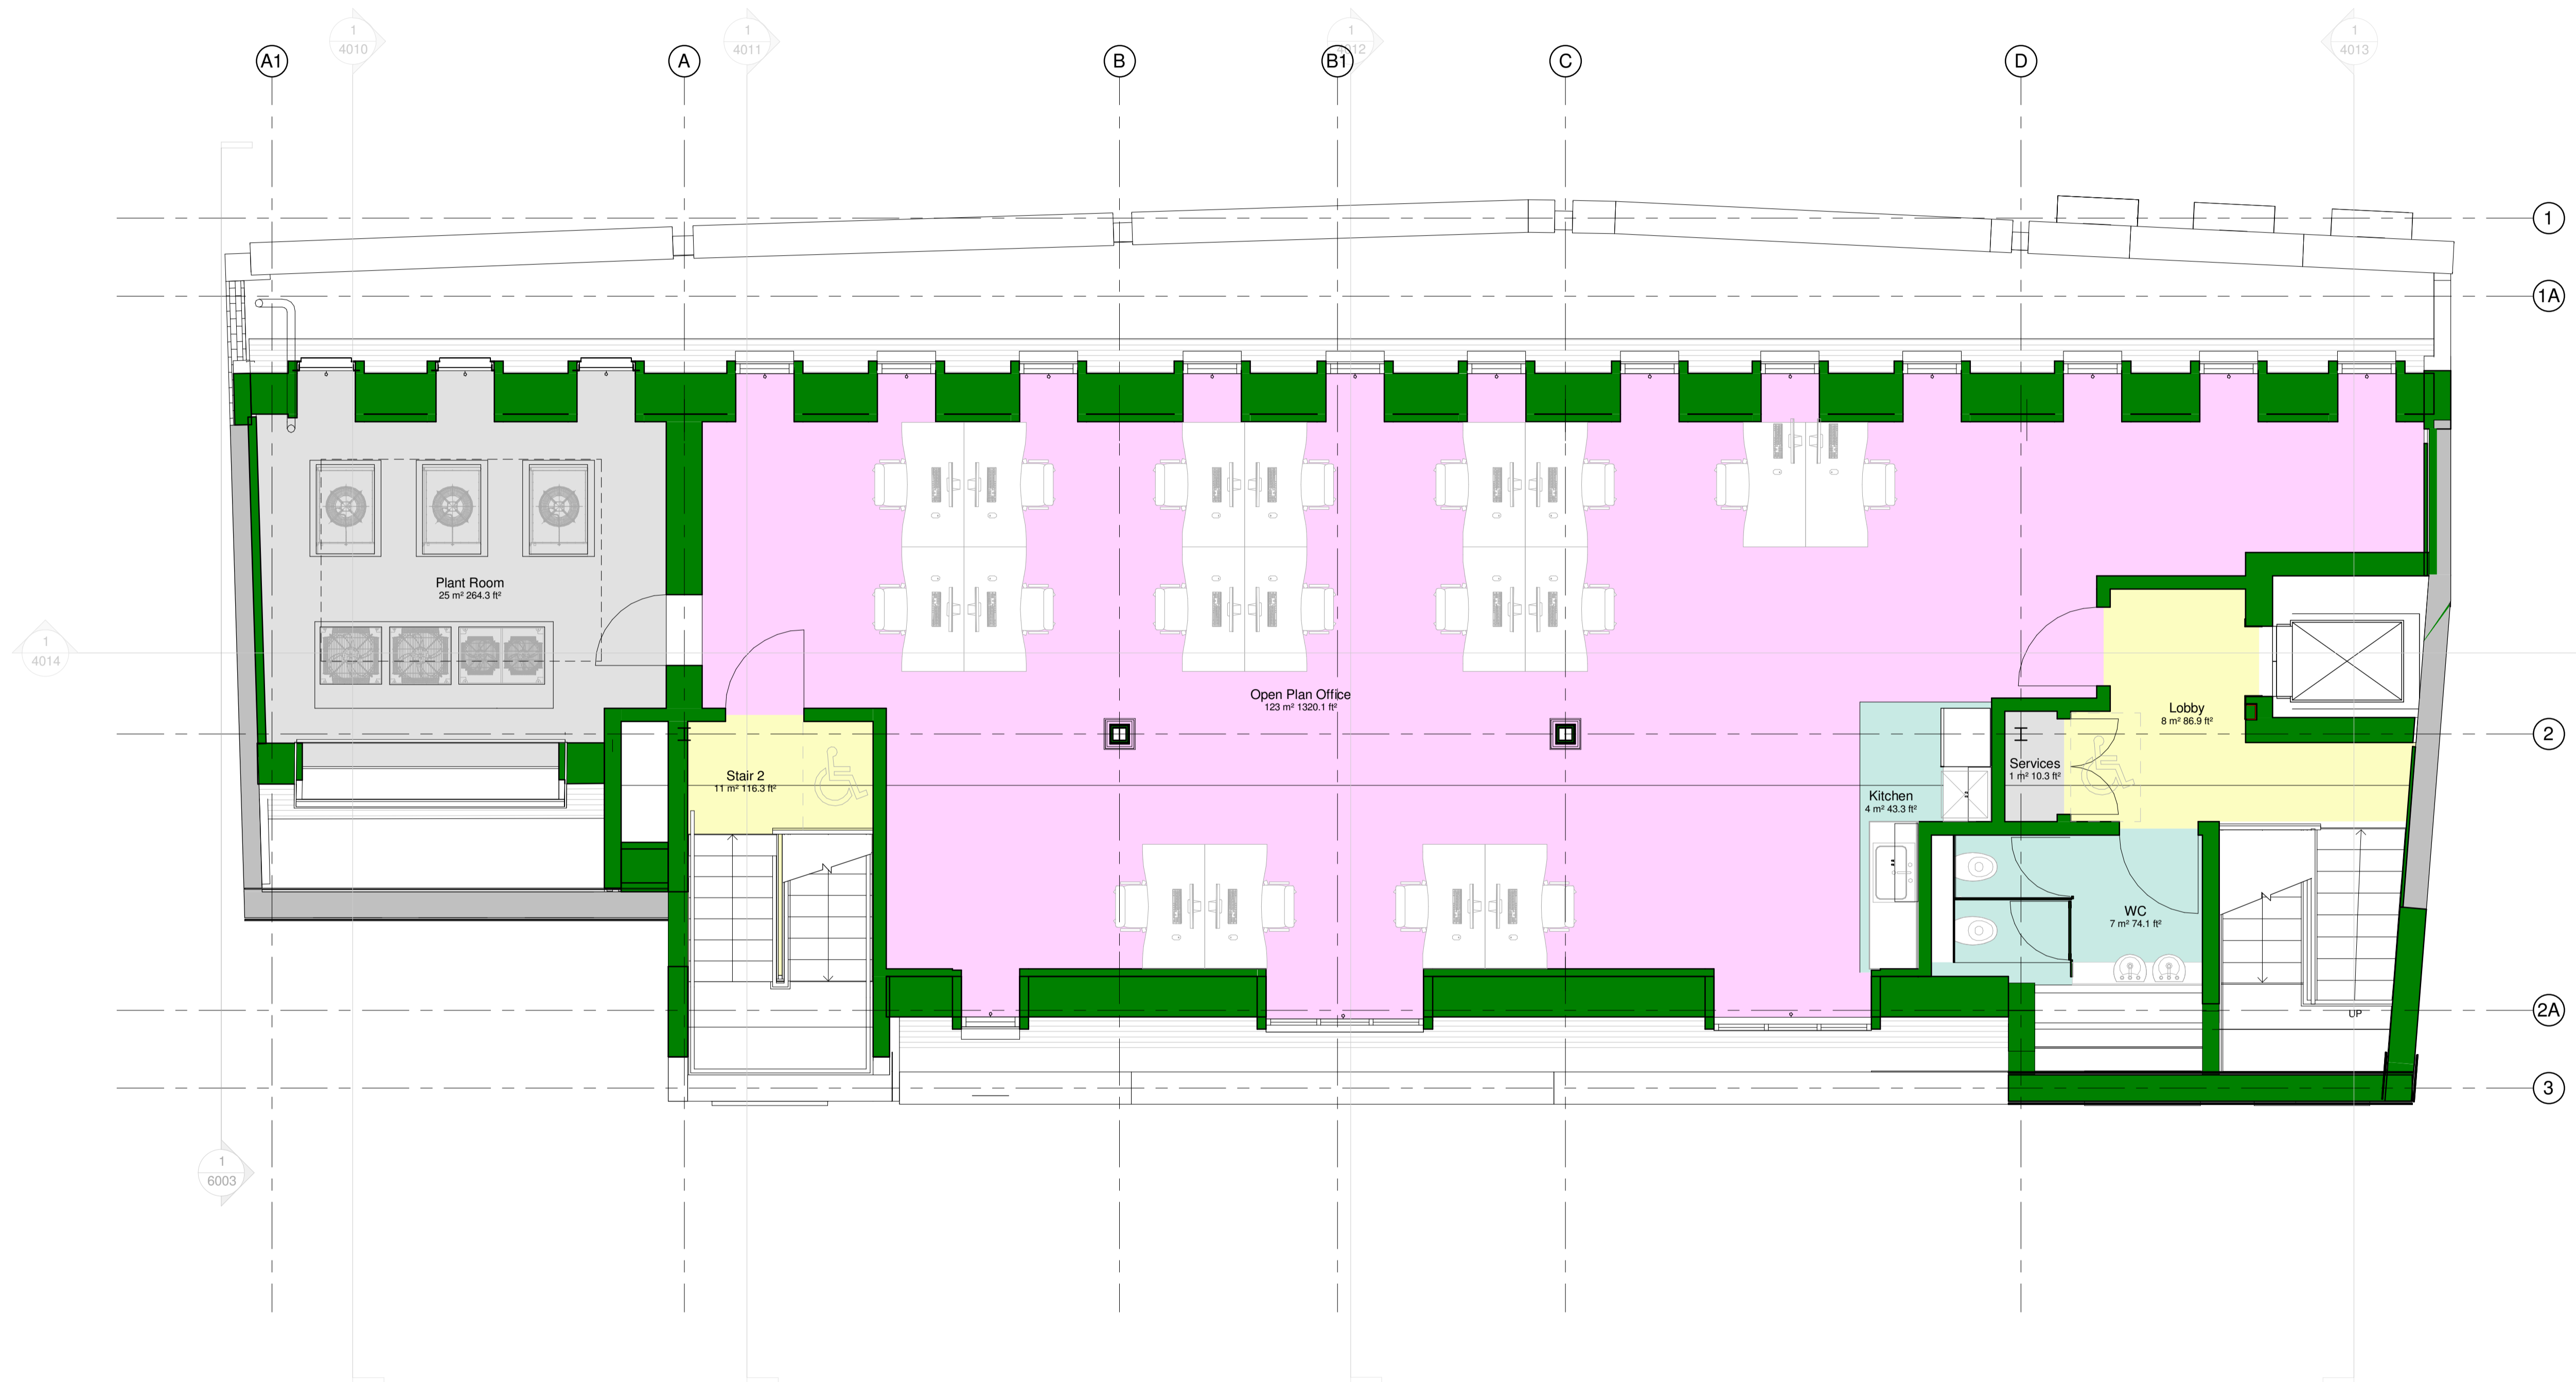 1
4010
1
4011
1
4012
1
4013
A1
A
B
B1
C
D
1
1A
Plant Room
25 m² 264.3 ft²
1
4014
Open Plan Office
123 m² 1320.1 ft²
Lobby
8 m² 86.9 ft²
2
Stair 2
11 m² 116.3 ft²
Services
1 m² 10.3 ft²
Kitchen
4 m² 43.3 ft²
WC
7 m² 74.1 ft²
2A
UP
3
1
6003